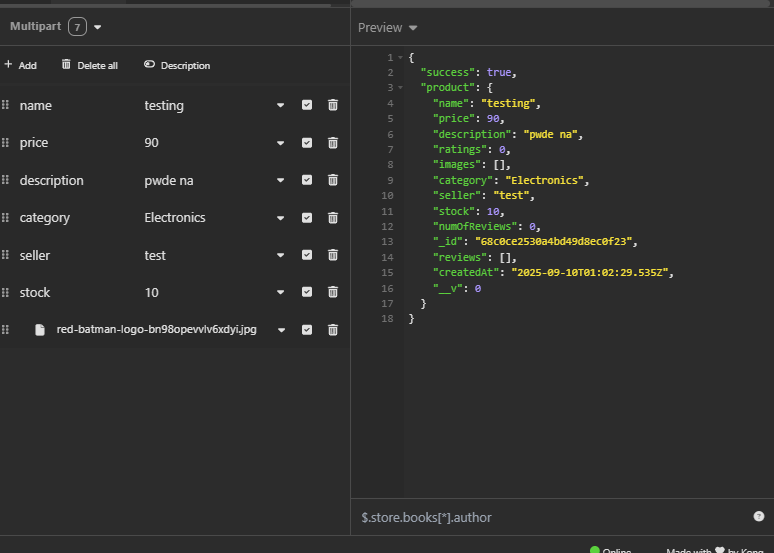 Multipart 7
Add Delete all Description
name testing
price 90
description pwde na
category Electronics
seller test
stock 10
red-batman-logo-bn98opevvlv6xdyi.jpg
Preview
1 {
2 "success": true,
3 "product": {
4 "name": "testing",
5 "price": 90,
6 "description": "pwde na",
7 "ratings": 0,
8 "images": [],
9 "category": "Electronics",
10 "seller": "test",
11 "stock": 10,
12 "numOfReviews": 0,
13 "_id": "68c0ce2530a4bd49d8ec0f23",
14 "reviews": [],
15 "createdAt": "2025-09-10T01:02:29.535Z",
16 "__v": 0
17 }
18 }
$.store.books[*].author
Online Made with by Kong